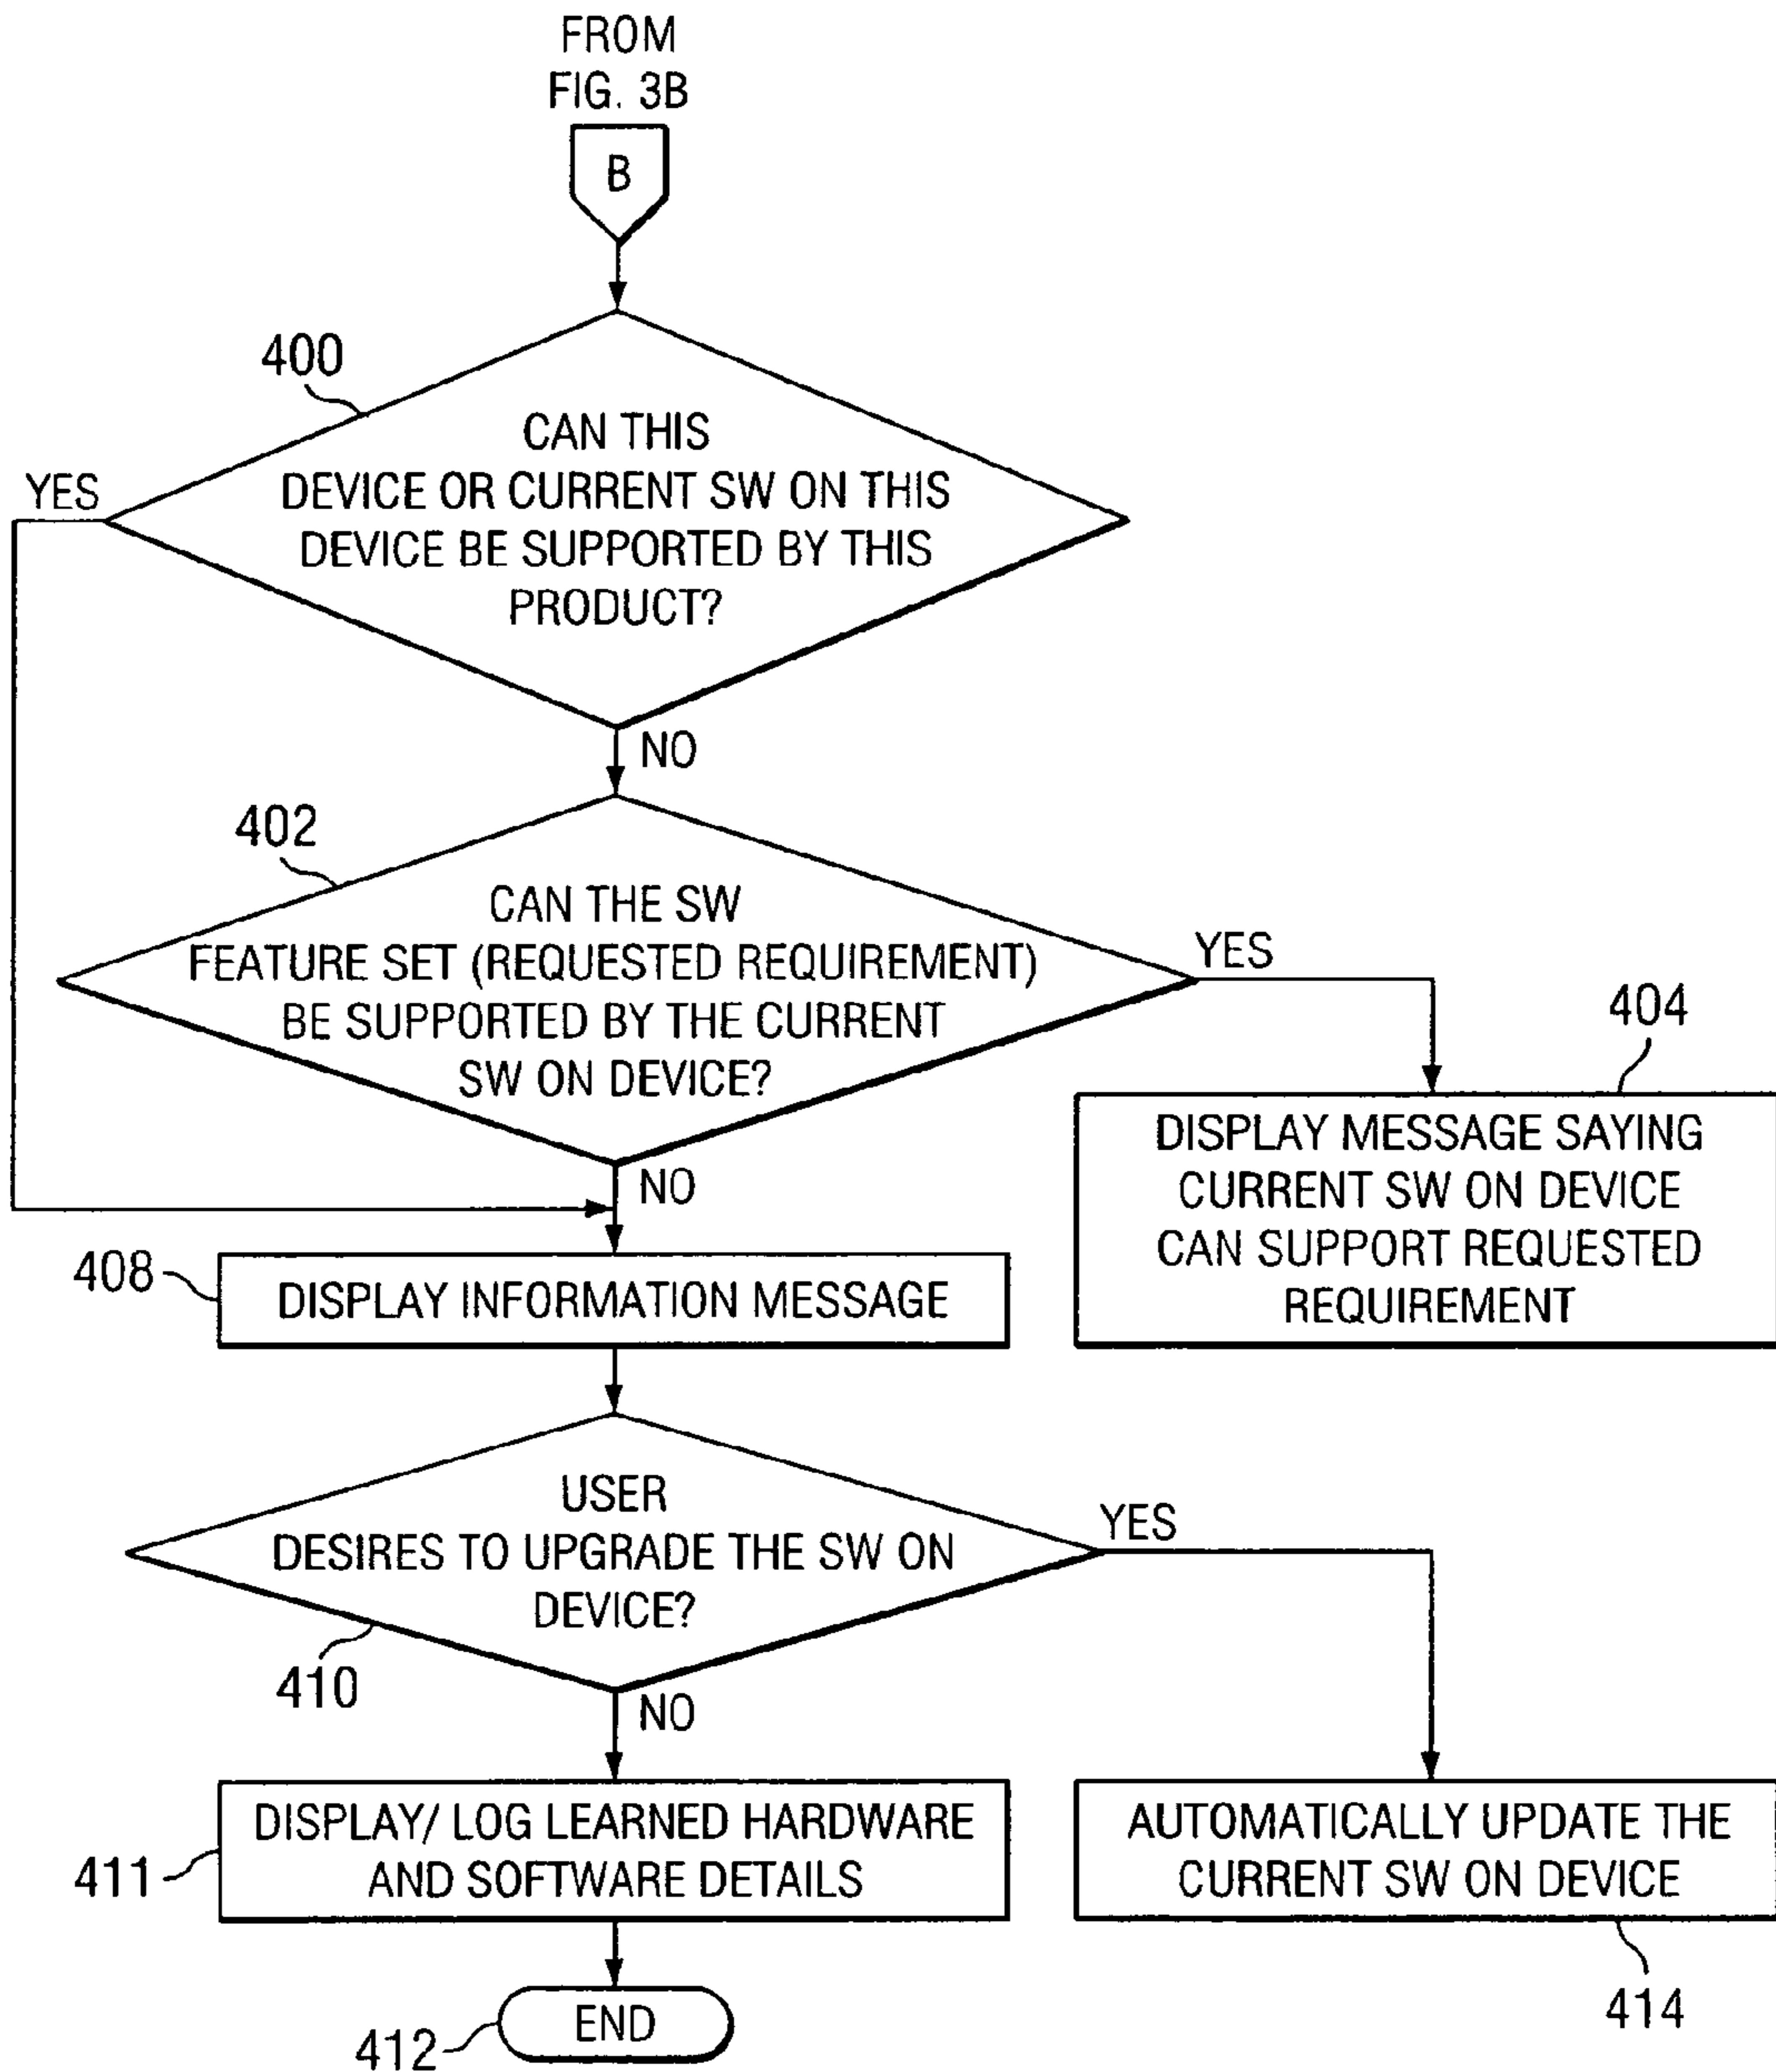 FROM
FIG. 3B
B
400
CAN THIS
DEVICE OR CURRENT SW ON THIS
DEVICE BE SUPPORTED BY THIS
PRODUCT?
YES
NO
402
CAN THE SW
FEATURE SET (REQUESTED REQUIREMENT)
BE SUPPORTED BY THE CURRENT
SW ON DEVICE?
YES
404
DISPLAY MESSAGE SAYING
CURRENT SW ON DEVICE
CAN SUPPORT REQUESTED
REQUIREMENT
NO
408
DISPLAY INFORMATION MESSAGE
USER
DESIRES TO UPGRADE THE SW ON
DEVICE?
YES
410
NO
DISPLAY/ LOG LEARNED HARDWARE
AND SOFTWARE DETAILS
411
AUTOMATICALLY UPDATE THE
CURRENT SW ON DEVICE
414
END
412